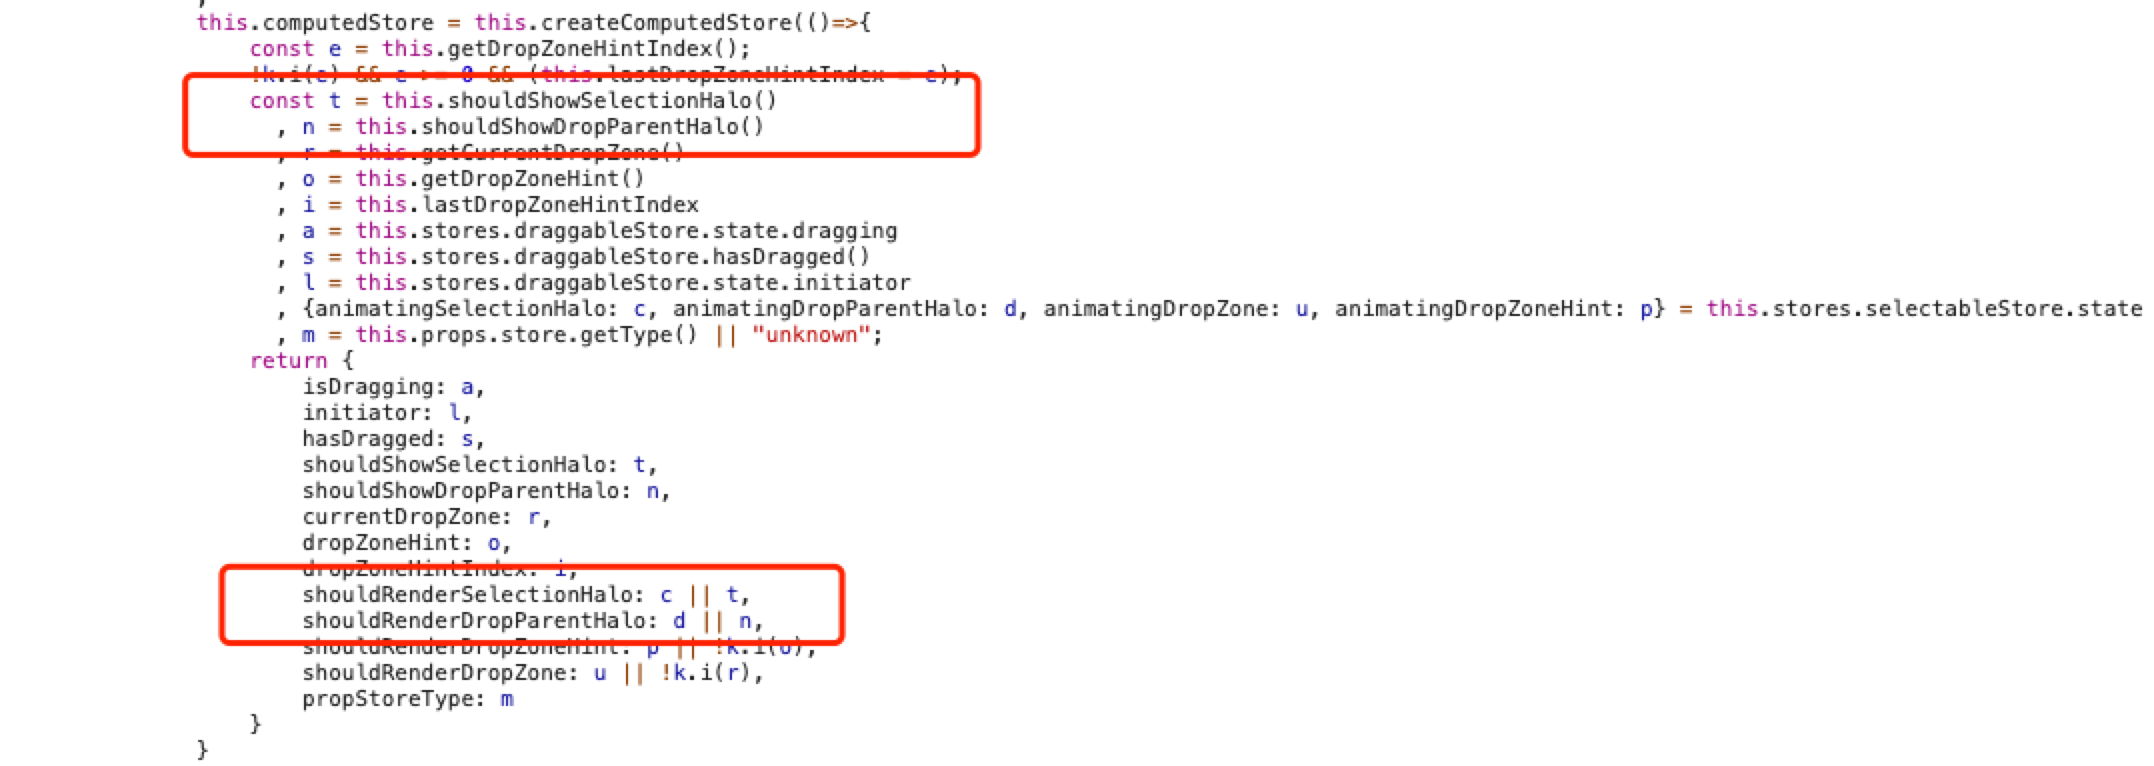 this.computedStore = this.createComputedStore(()=>{
const e = this.getDropZoneHintIndex();
!k.i(e) && e >= 0 && (this.lastDropZoneHintIndex = e);
const t = this.shouldShowSelectionHalo()
, n = this.shouldShowDropParentHalo()
, r = this.getCurrentDropZone()
, o = this.getDropZoneHint()
, i = this.lastDropZoneHintIndex
, a = this.stores.draggableStore.state.dragging
, s = this.stores.draggableStore.hasDragged()
, l = this.stores.draggableStore.state.initiator
, {animatingSelectionHalo: c, animatingDropParentHalo: d, animatingDropZone: u, animatingDropZoneHint: p} = this.stores.selectableStore.state
, m = this.props.store.getType() || "unknown";
return {
isDragging: a,
initiator: l,
hasDragged: s,
shouldShowSelectionHalo: t,
shouldShowDropParentHalo: n,
currentDropZone: r,
dropZoneHint: o,
dropZoneHintIndex: i,
shouldRenderSelectionHalo: c || t,
shouldRenderDropParentHalo: d || n,
shouldRenderDropZoneHint: p || !k.i(o),
shouldRenderDropZone: u || !k.i(r),
propStoreType: m
}
}